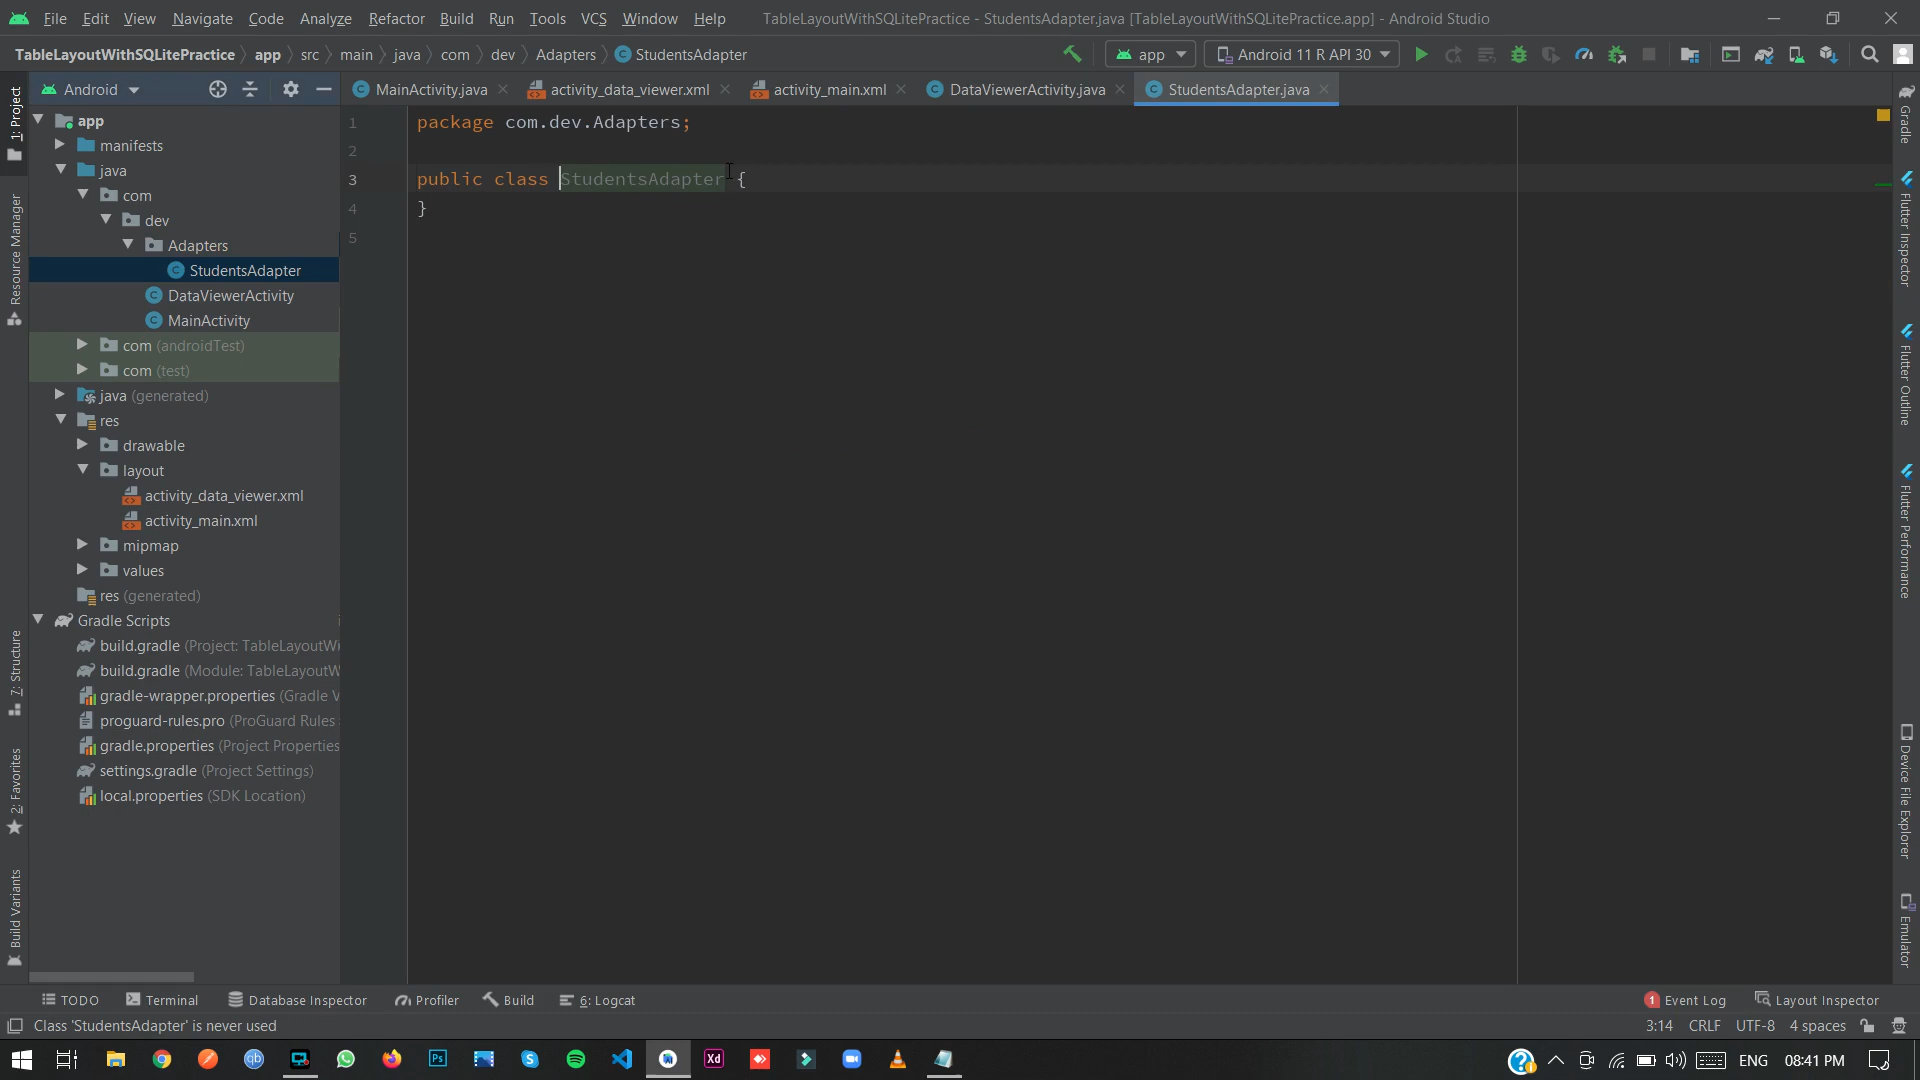 File Edit View Navigate Code Analyze Refactor Build Run Tools VCS Window Help TableLayoutWithSQLitePractice - StudentsAdapter.java [TableLayoutWithSQLitePractice.app] - Android Studio
TableLayoutWithSQLitePractice app src main java com dev Adapters StudentsAdapter app Android 11 R API 30
Android MainActivity.java activity_data_viewer.xml activity_main.xml DataViewerActivity.java StudentsAdapter.java
1: Project
Resource Manager
7: Structure
2: Favorites
Build Variants
app
manifests
java
com
dev
Adapters
StudentsAdapter
DataViewerActivity
MainActivity
com (androidTest)
com (test)
java (generated)
res
drawable
layout
activity_data_viewer.xml
activity_main.xml
mipmap
values
res (generated)
Gradle Scripts
build.gradle (Project: TableLayoutW
build.gradle (Module: TableLayoutW
gradle-wrapper.properties (Gradle V
proguard-rules.pro (ProGuard Rules
gradle.properties (Project Properties
settings.gradle (Project Settings)
local.properties (SDK Location)
1 package com.dev.Adapters;
2
3 public class StudentsAdapter {
4 }
5
Gradle
Flutter Inspector
Flutter Outline
Flutter Performance
Device File Explorer
Emulator
TODO Terminal Database Inspector Profiler Build 6: Logcat 1 Event Log Layout Inspector
Class 'StudentsAdapter' is never used 3:14 CRLF UTF-8 4 spaces
qb Ps Xd ENG 08:41 PM